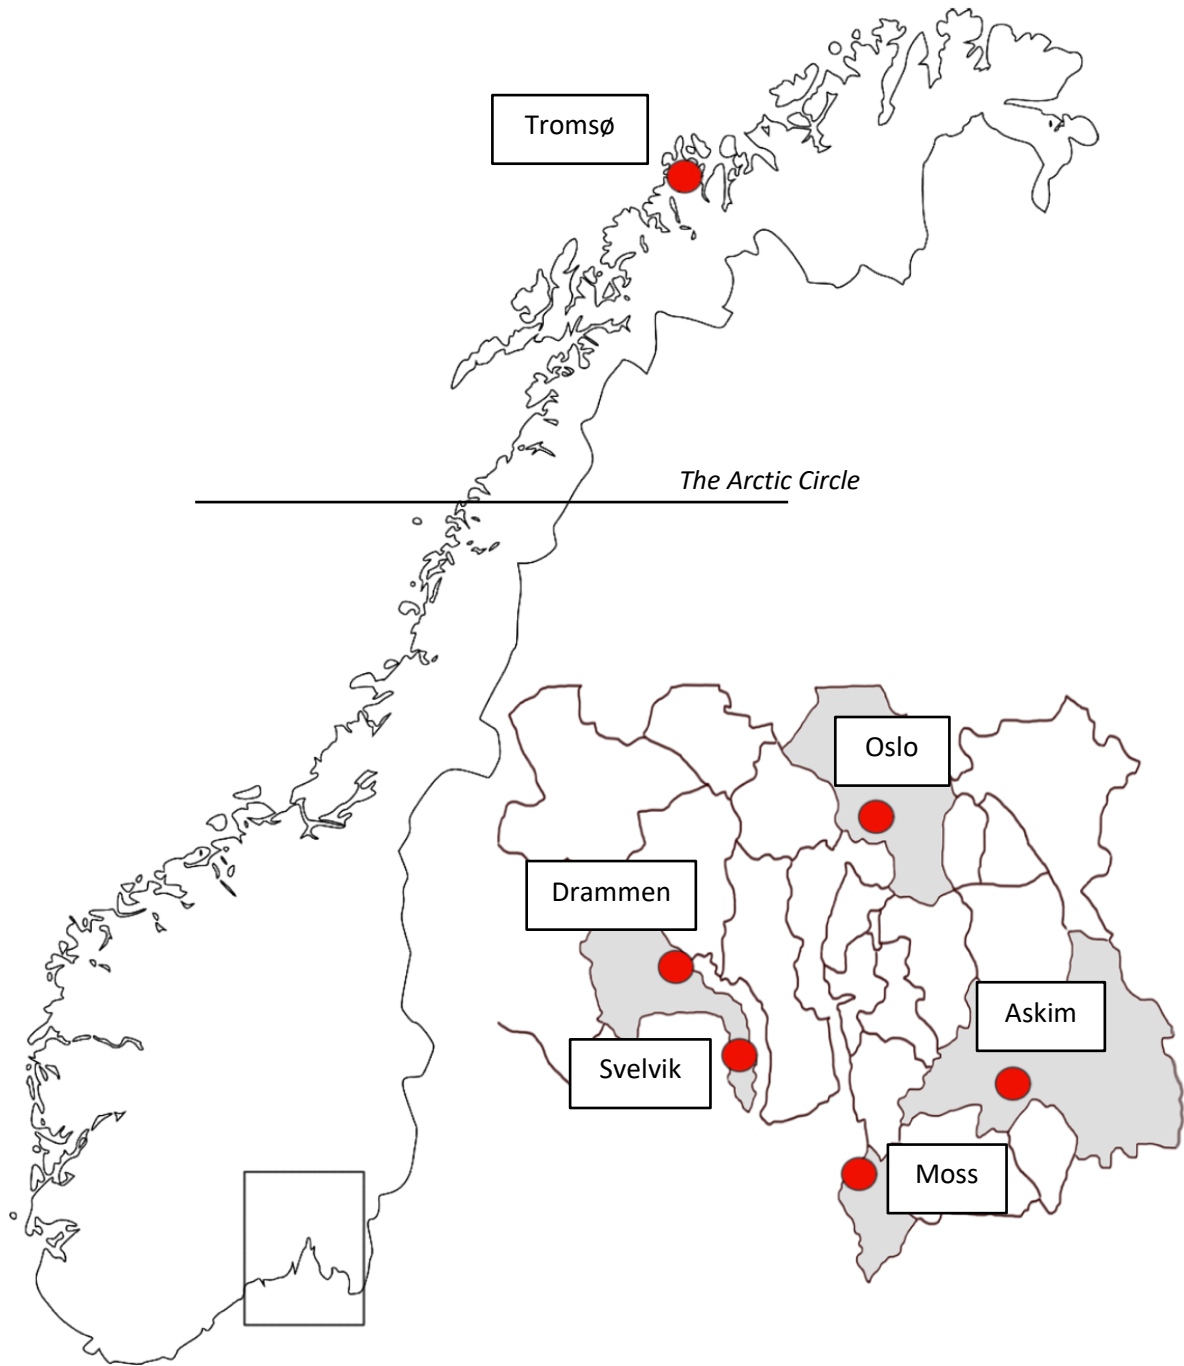 Tromsø
The Arctic Circle
Oslo
Drammen
Askim
Svelvik
Moss